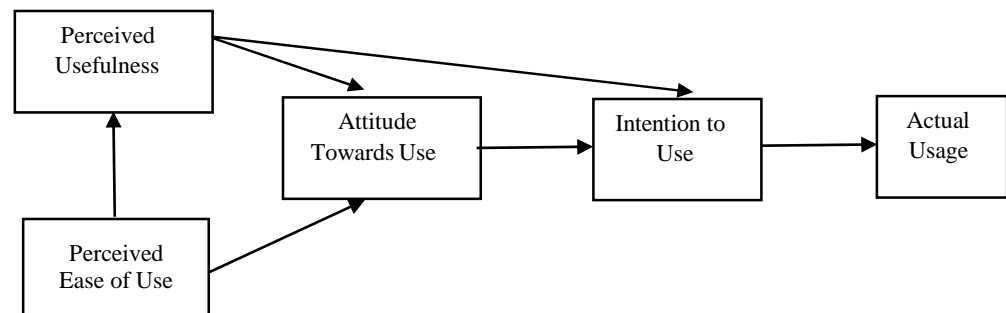 Perceived
Usefulness
Attitude
Towards Use
Intention to
Use
Actual
Usage
Perceived
Ease of Use